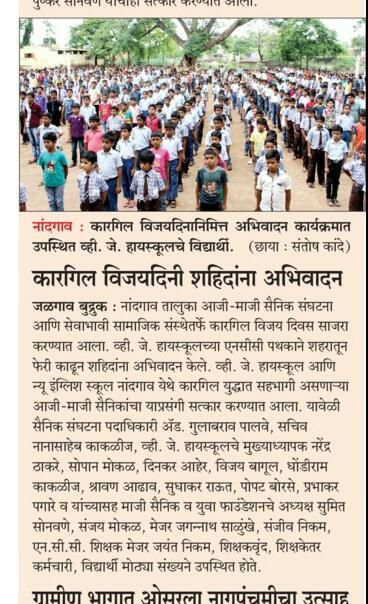 पुष्कर सोनवणे यांचाही सत्कार करण्यात आला.
नांदगाव : कारगिल विजयदिनानिमित्त अभिवादन कार्यक्रमात
उपस्थित व्ही. जे. हायस्कूलचे विद्यार्थी. (छाया : संतोष कांदे)
कारगिल विजयदिनी शहिदांना अभिवादन
जळगाव बुद्रुक : नांदगाव तालुका आजी-माजी सैनिक संघटना
आणि सेवाभावी सामाजिक संस्थेतर्फे कारगिल विजय दिवस साजरा
करण्यात आला. व्ही. जे. हायस्कूलच्या एनसीसी पथकाने शहरातून
फेरी काढून शहिदांना अभिवादन केले. व्ही. जे. हायस्कूल आणि
न्यू इंग्लिश स्कूल नांदगाव येथे कारगिल युद्धात सहभागी असणाऱ्या
आजी-माजी सैनिकांचा याप्रसंगी सत्कार करण्यात आला. यावेळी
सैनिक संघटना पदाधिकारी अॅड. गुलाबराव पालवे, सचिव
नानासाहेब काकळीज, व्ही. जे. हायस्कूलचे मुख्याध्यापक नरेंद्र
ठाकरे, सोपान मोकळ, दिनकर आहेर, विजय बागूल, धोंडीराम
काकळीज, श्रावण आढाव, सुधाकर राऊत, पोपट बोरसे, प्रभाकर
पगारे व यांच्यासह माजी सैनिक व युवा फाउंडेशनचे अध्यक्ष सुमित
सोनवणे, संजय मोकळ, मेजर जगन्नाथ साळुंखे, संजीव निकम,
एन.सी.सी. शिक्षक मेजर जयंत निकम, शिक्षकवृंद, शिक्षकेतर
कर्मचारी, विद्यार्थी मोठ्या संख्यने उपस्थित होते.
ग्रामीण भागात ओसरला नागपंचमीचा उत्साह